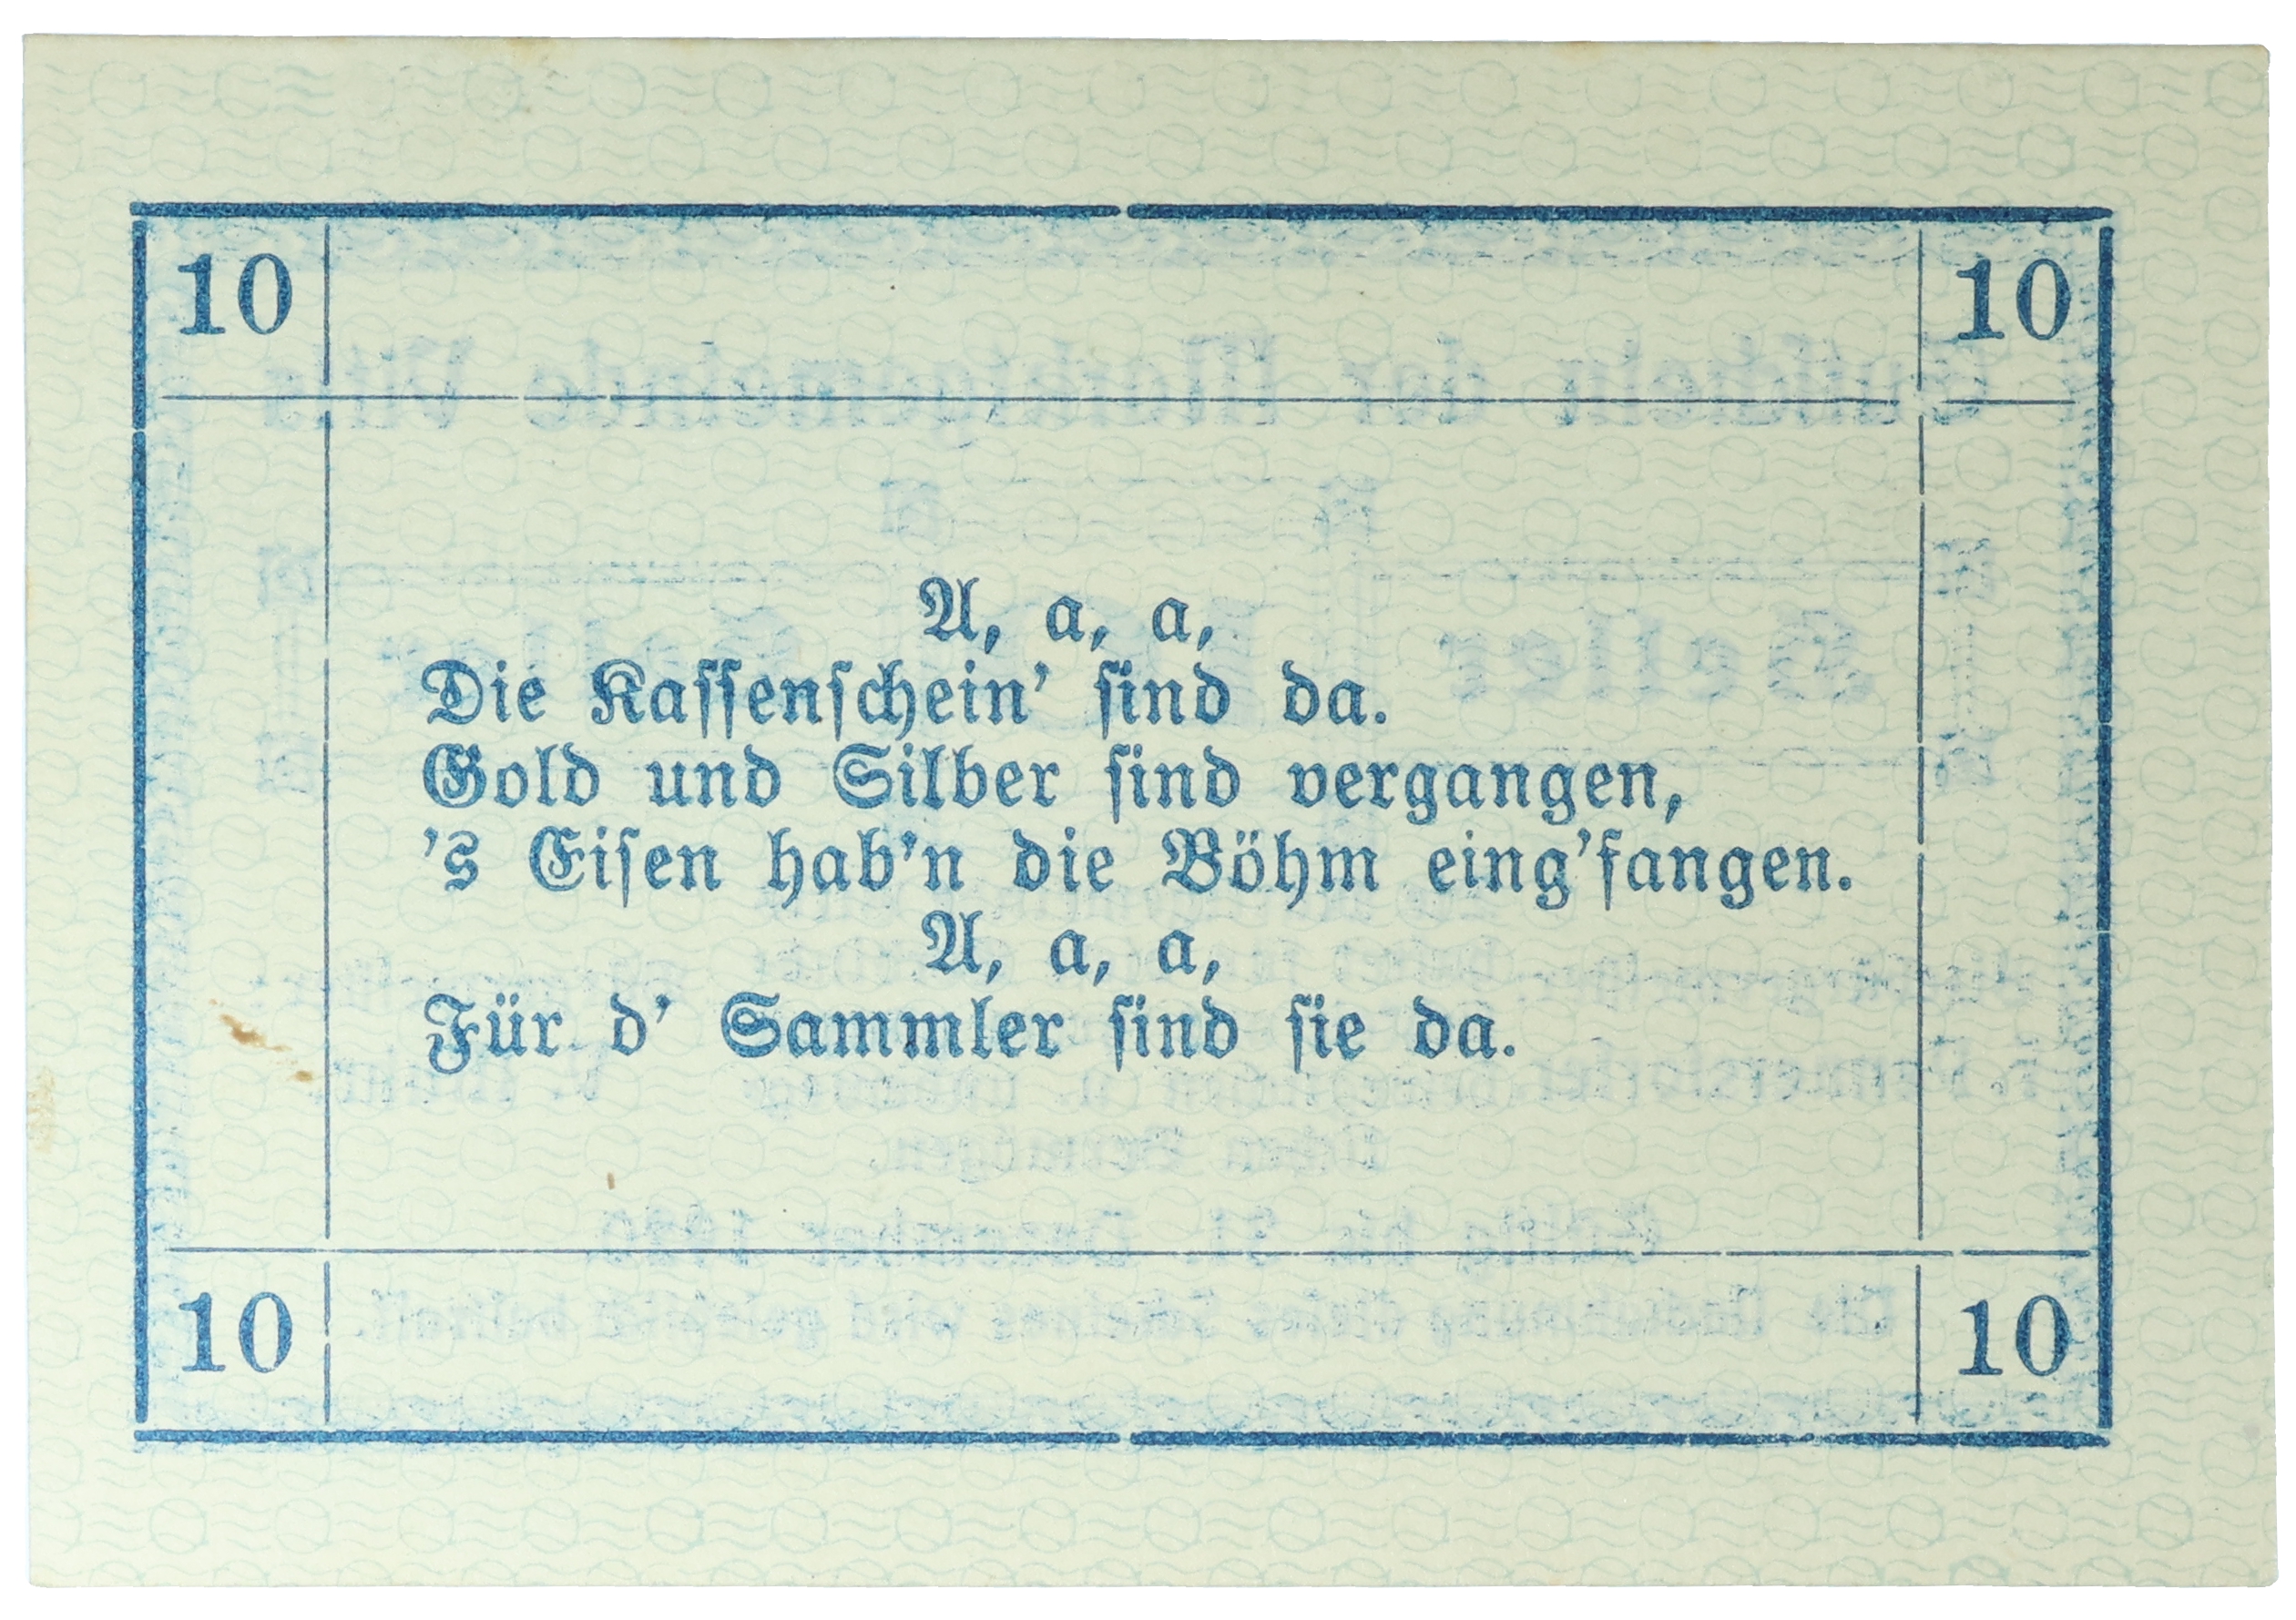 10 10
A, a, a,
Die Kassenschein' sind da.
Gold und Silber sind vergangen,
's Eisen hab'n die Böhm eing'fangen.
A, a, a,
Für d' Sammler sind sie da.
10 10